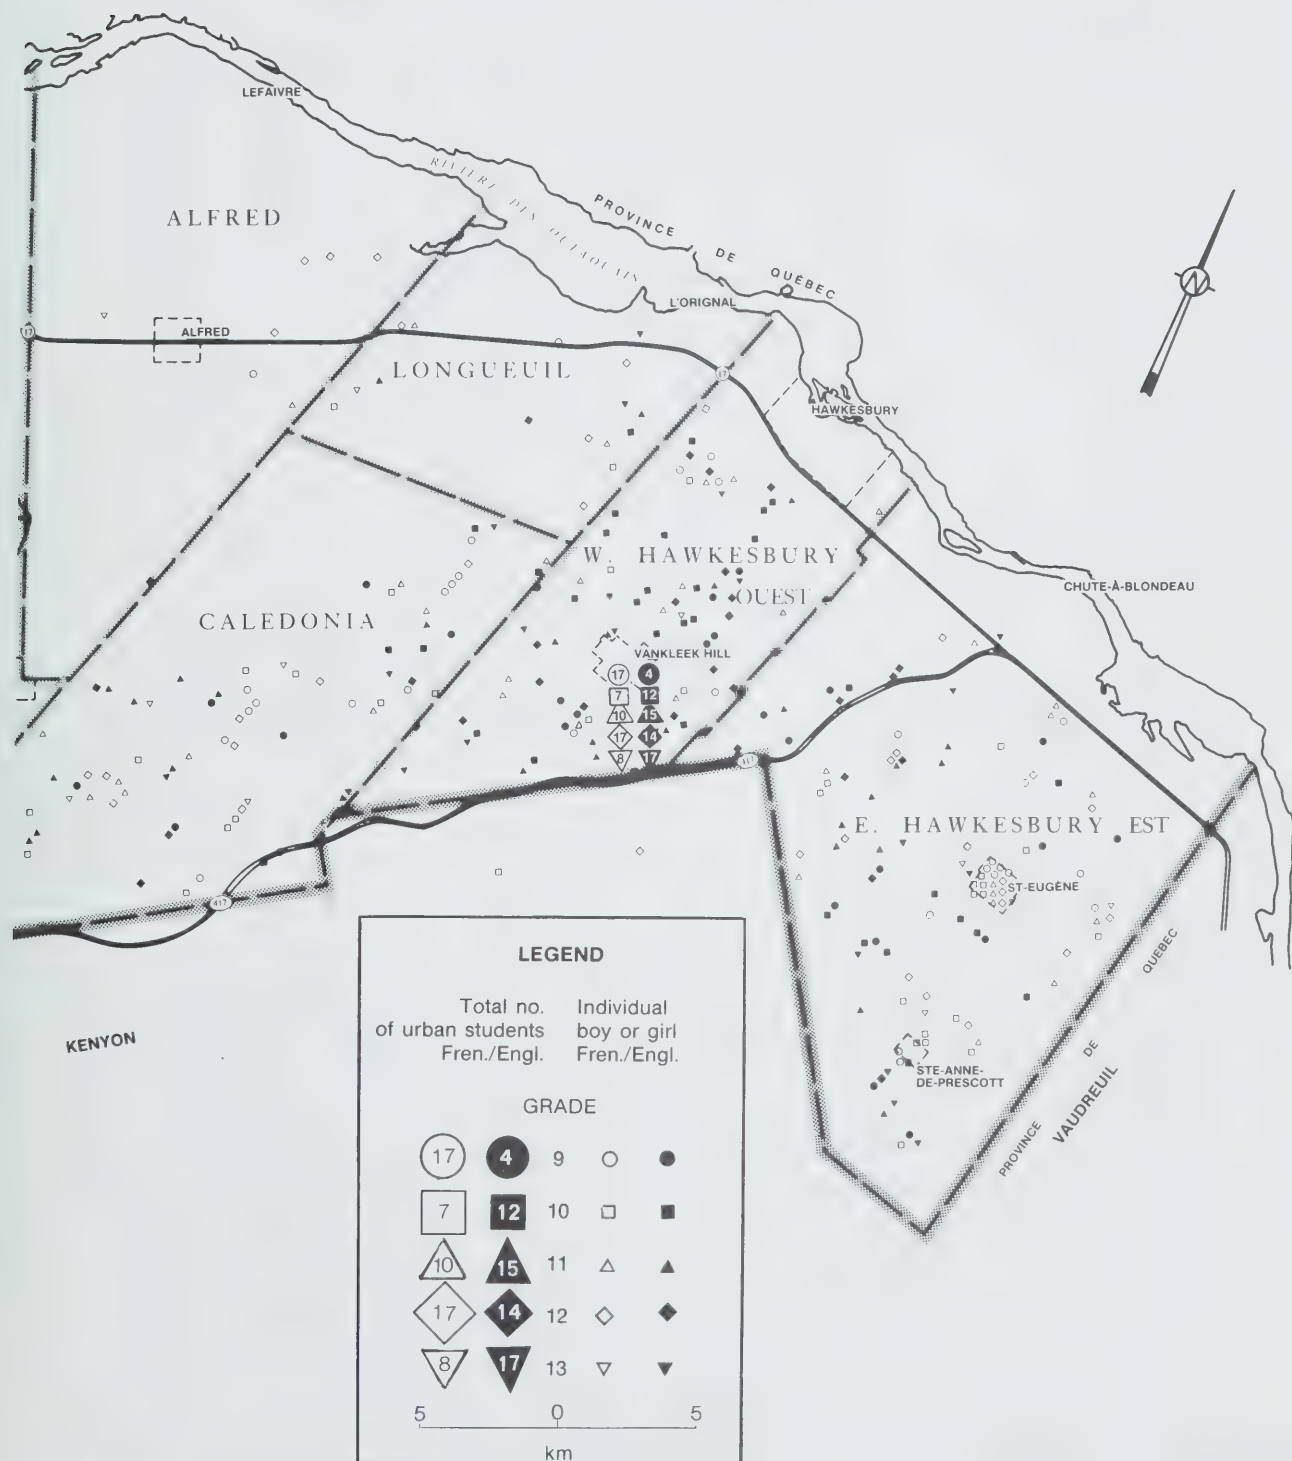 LEFAIVRE
RIVIÈRE DES OUTAOUAIS
PROVINCE DE QUÉBEC
ALFRED
L'ORIGNAL
17
ALFRED
LONGUEUIL
17
HAWKESBURY
W. HAWKESBURY
OUEST
CHUTE-À-BLONDEAU
CALEDONIA
VANKLEEK HILL
17 4
7 12
10 15
17 14
8 17
417
E. HAWKESBURY EST
ST-EUGÈNE
417
QUÉBEC
DE
PROVINCE
VAUDREUIL
STE-ANNE-
DE-PRESCOTT
KENYON
N
LEGEND
Total no. Individual
of urban students boy or girl
Fren./Engl. Fren./Engl.
GRADE
17 4 9
7 12 10
10 15 11
17 14 12
8 17 13
5 0 5
km